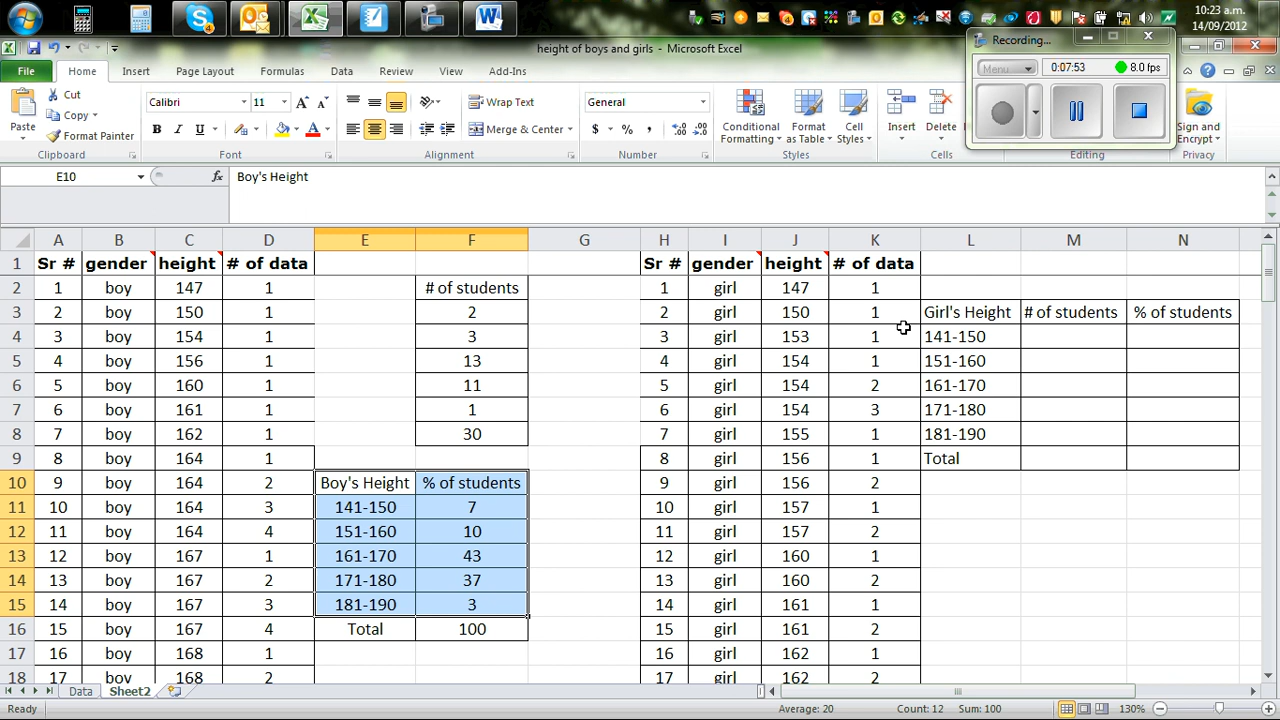 10:23 a.m.
14/09/2012
height of boys and girls - Microsoft Excel
Recording...
Menu 0:07:53 8.0 fps
File Home Insert Page Layout Formulas Data Review View Add-Ins
Paste Cut Copy Format Painter
Calibri 11
B I U
Wrap Text
Merge & Center
General
$ %
Conditional Formatting
Format as Table
Cell Styles
Insert Delete
Sign and Encrypt
Clipboard Font Alignment Number Styles Cells Editing Privacy
E10 fx Boy's Height
A B C D E F G H I J K L M N
1 Sr # gender height # of data Sr # gender height # of data
2 1 boy 147 1 # of students 1 girl 147 1
3 2 boy 150 1 2 2 girl 150 1 Girl's Height # of students % of students
4 3 boy 154 1 3 3 girl 153 1 141-150
5 4 boy 156 1 13 4 girl 154 1 151-160
6 5 boy 160 1 11 5 girl 154 2 161-170
7 6 boy 161 1 1 6 girl 154 3 171-180
8 7 boy 162 1 30 7 girl 155 1 181-190
9 8 boy 164 1 8 girl 156 1 Total
10 9 boy 164 2 Boy's Height % of students 9 girl 156 2
11 10 boy 164 3 141-150 7 10 girl 157 1
12 11 boy 164 4 151-160 10 11 girl 157 2
13 12 boy 167 1 161-170 43 12 girl 160 1
14 13 boy 167 2 171-180 37 13 girl 160 2
15 14 boy 167 3 181-190 3 14 girl 161 1
16 15 boy 167 4 Total 100 15 girl 161 2
17 16 boy 168 1 16 girl 162 1
18 17 boy 168 2 17 girl 162 2
Data Sheet2
Ready Average: 20 Count: 12 Sum: 100 130%